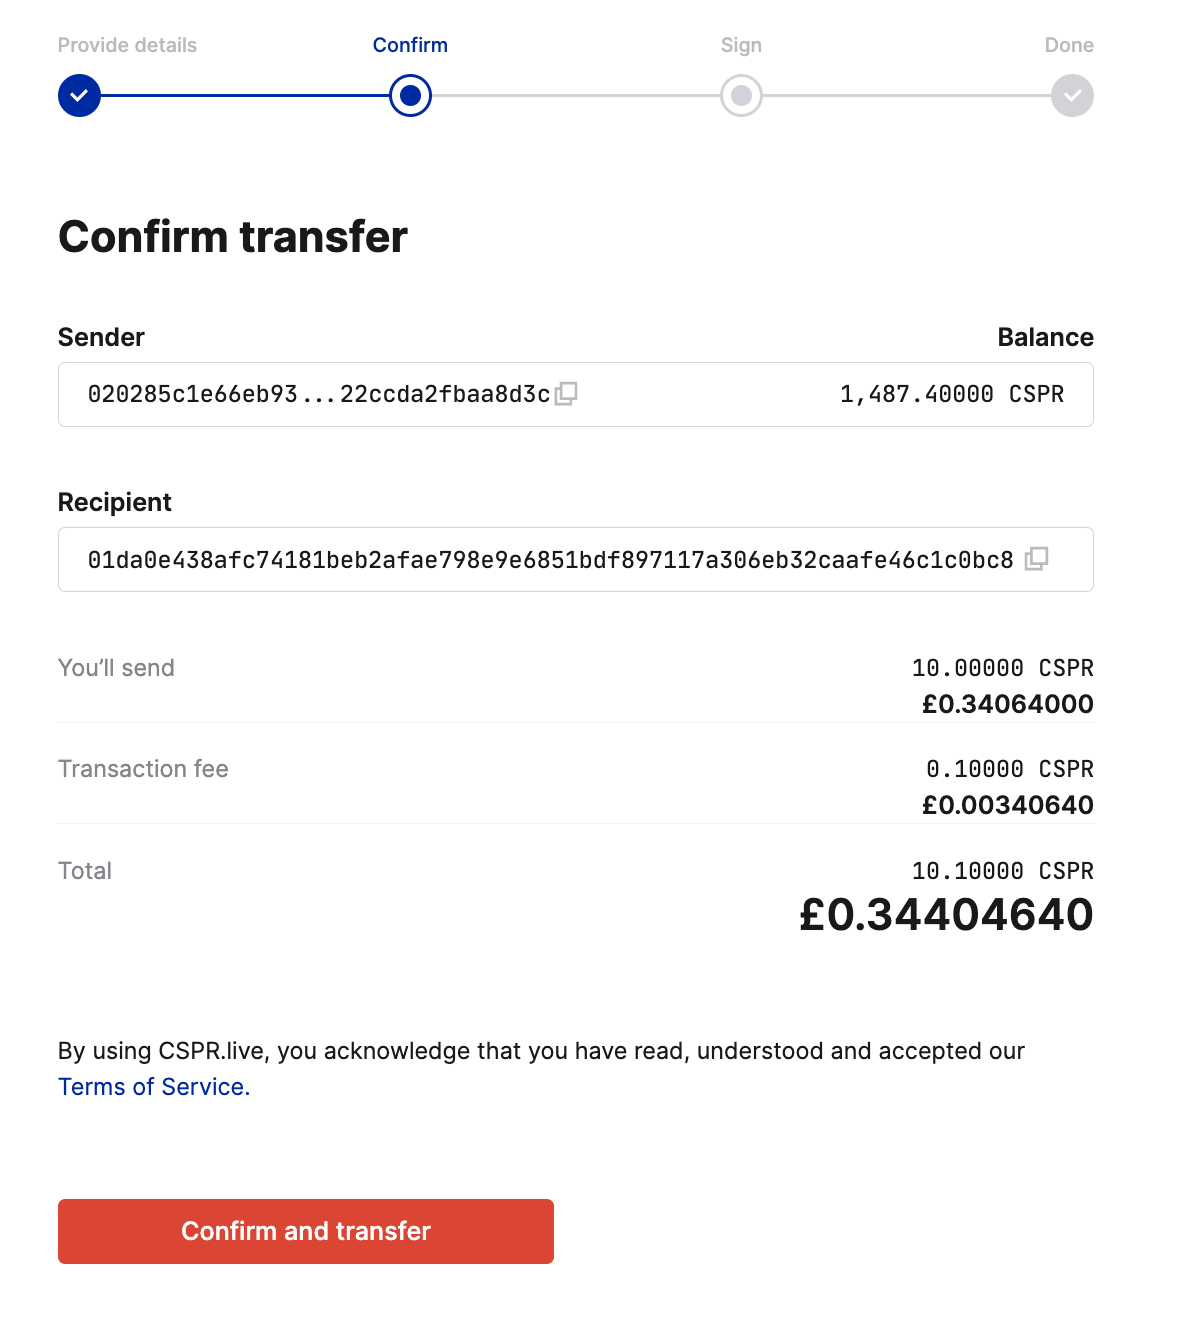 Provide details Confirm Sign Done
Confirm transfer
Sender Balance
020285c1e66eb93...22ccda2fbaa8d3c 1,487.40000 CSPR
Recipient
01da0e438afc74181beb2afae798e9e6851bdf897117a306eb32caafe46c1c0bc8
You’ll send 10.00000 CSPR
£0.34064000
Transaction fee 0.10000 CSPR
£0.00340640
Total 10.10000 CSPR
£0.34404640
By using CSPR.live, you acknowledge that you have read, understood and accepted our
Terms of Service.
Confirm and transfer